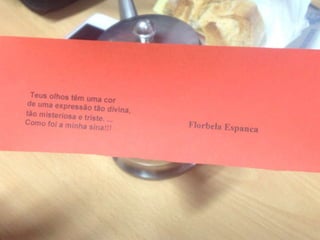 Teus olhos têm uma cor
de uma expressão tão divina,
tão misteriosa e triste. ...
Como foi a minha sina!!!
Florbela Espanca